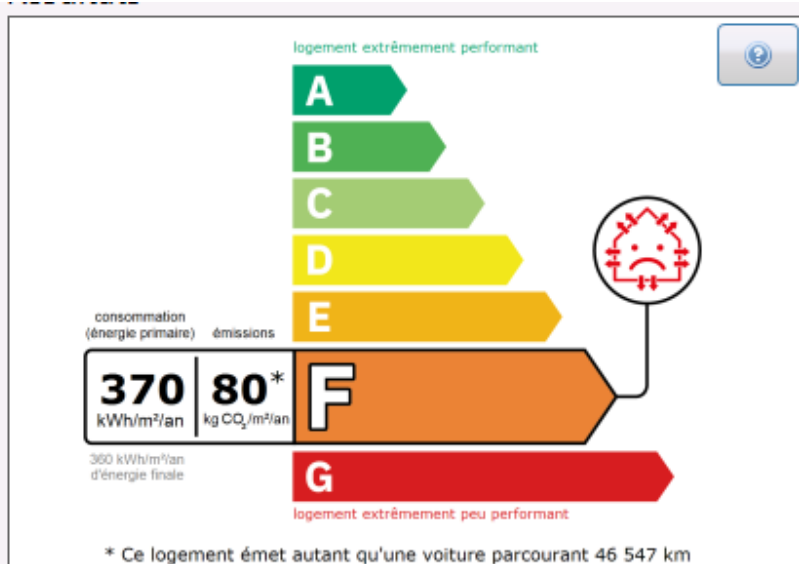 logement extrêmement performant
A
B
C
D
E
consommation
(énergie primaire) émissions
370 80* F
kWh/m²/an kg CO₂/m²/an
360 kWh/m²/an
d'énergie finale
G
logement extrêmement peu performant
* Ce logement émet autant qu'une voiture parcourant 46 547 km